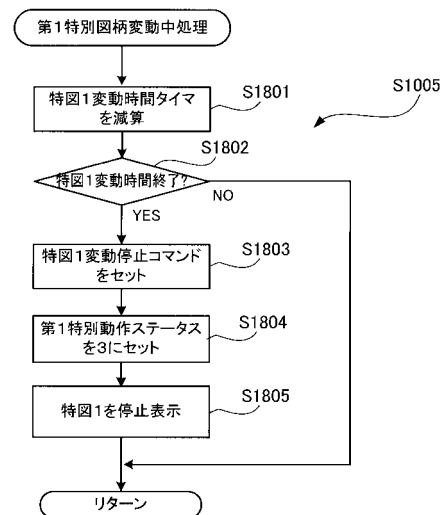 第1特別図柄変動中処理
S1005
S1801
特図1変動時間タイマ
を減算
S1802
特図1変動時間終了?
NO
YES
S1803
特図1変動停止コマンド
をセット
S1804
第1特別動作ステータス
を3にセット
S1805
特図1を停止表示
リターン